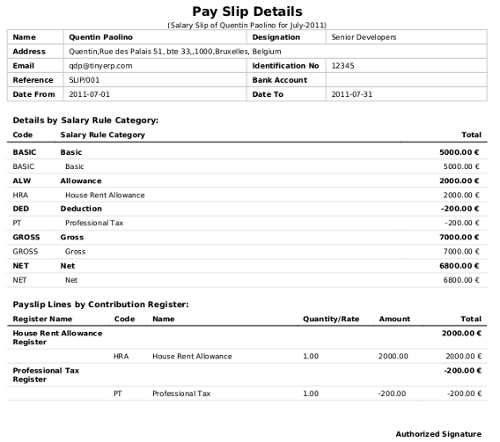 Pay Slip Details
(Salary Slip of Quentin Paolino for July-2011)
Name Quentin Paolino Designation Senior Developers
Address Quentin,Rue des Palais 51, bte 33,,1000,Bruxelles, Belgium
Email qdp@tinyerp.com Identification No 12345
Reference SLIP/001 Bank Account
Date From 2011-07-01 Date To 2011-07-31
Details by Salary Rule Category:
Code Salary Rule Category Total
BASIC Basic 5000.00 €
BASIC Basic 5000.00 €
ALW Allowance 2000.00 €
HRA House Rent Allowance 2000.00 €
DED Deduction -200.00 €
PT Professional Tax -200.00 €
GROSS Gross 7000.00 €
GROSS Gross 7000.00 €
NET Net 6800.00 €
NET Net 6800.00 €
Payslip Lines by Contribution Register:
Register Name Code Name Quantity/Rate Amount Total
House Rent Allowance 2000.00 €
Register
HRA House Rent Allowance 1.00 2000.00 2000.00 €
Professional Tax -200.00 €
Register
PT Professional Tax 1.00 -200.00 -200.00 €
Authorized Signature